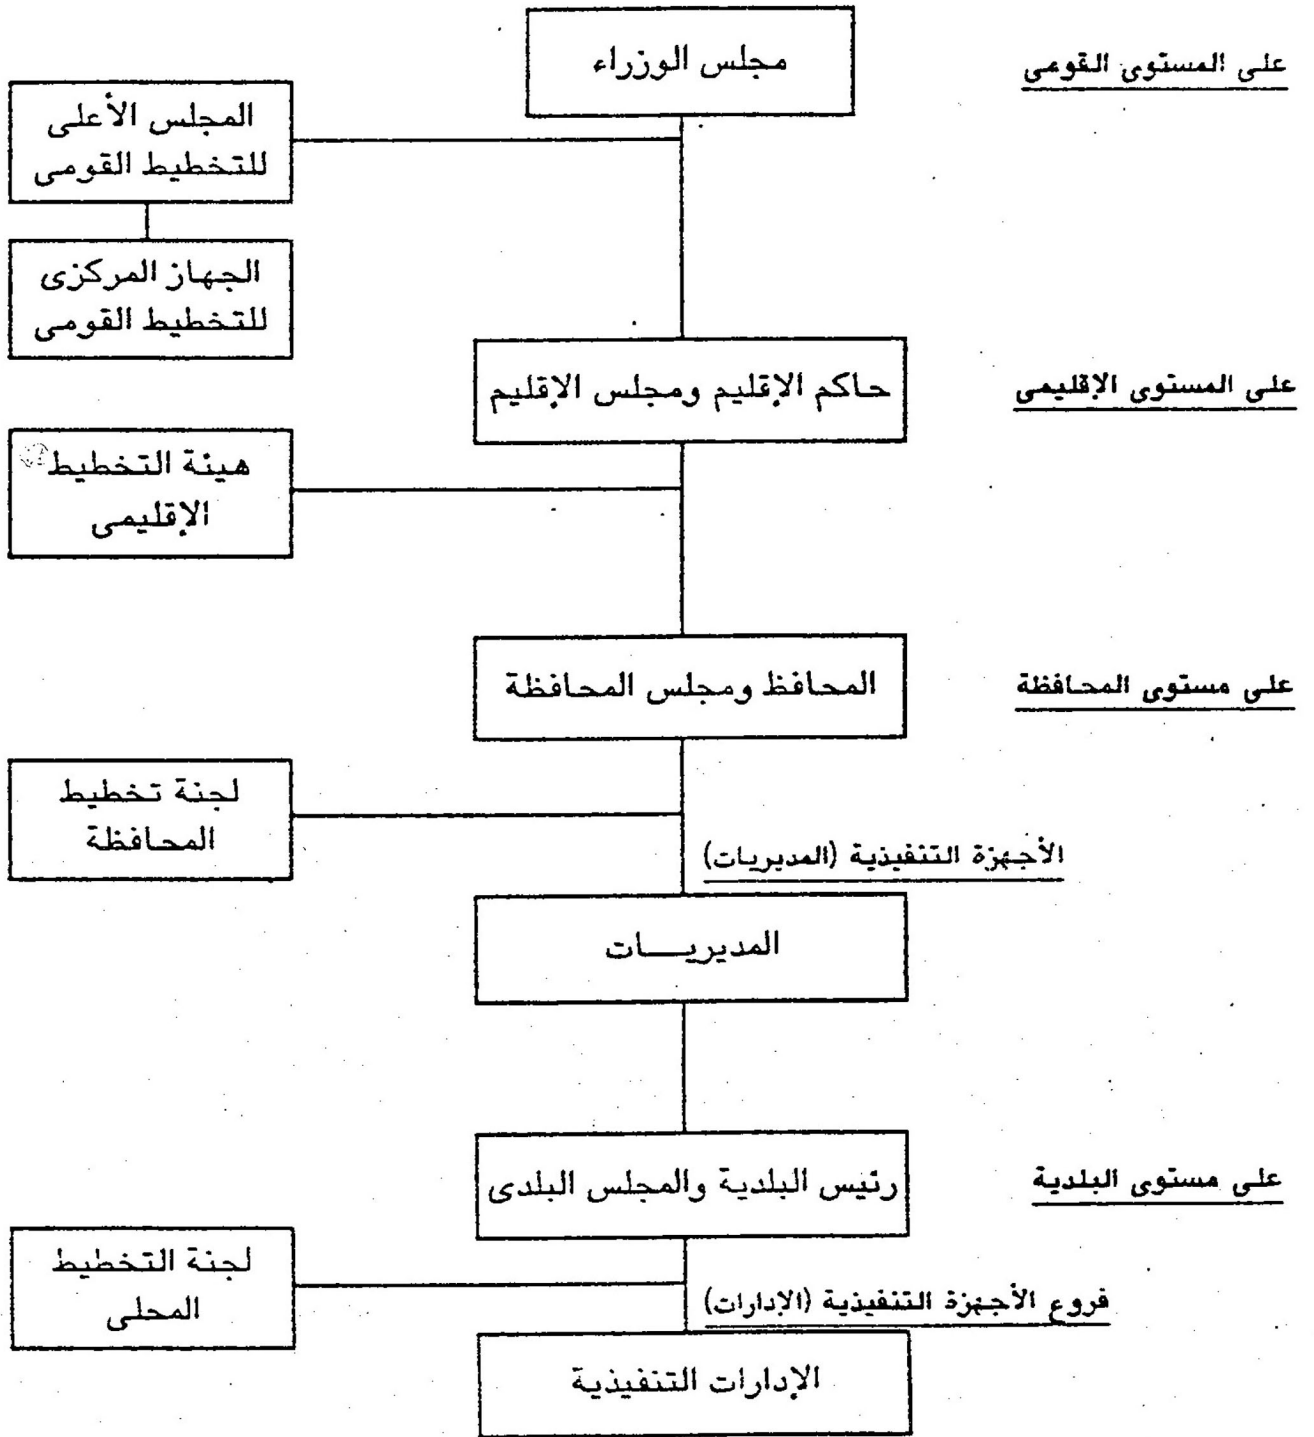 مجلس الوزراء
على المستوى القومى
المجلس الأعلى
للتخطيط القومى
الجهاز المركزى
للتخطيط القومى
حاكم الإقليم ومجلس الإقليم
على المستوى الإقليمى
هيئة التخطيط
الإقليمى
المحافظ ومجلس المحافظة
على مستوى المحافظة
لجنة تخطيط
المحافظة
الأجهزة التنفيذية (المديريات)
المديريـــات
رئيس البلدية والمجلس البلدى
على مستوى البلدية
لجنة التخطيط
المحلى
فروع الأجهزة التنفيذية (الإدارات)
الإدارات التنفيذية